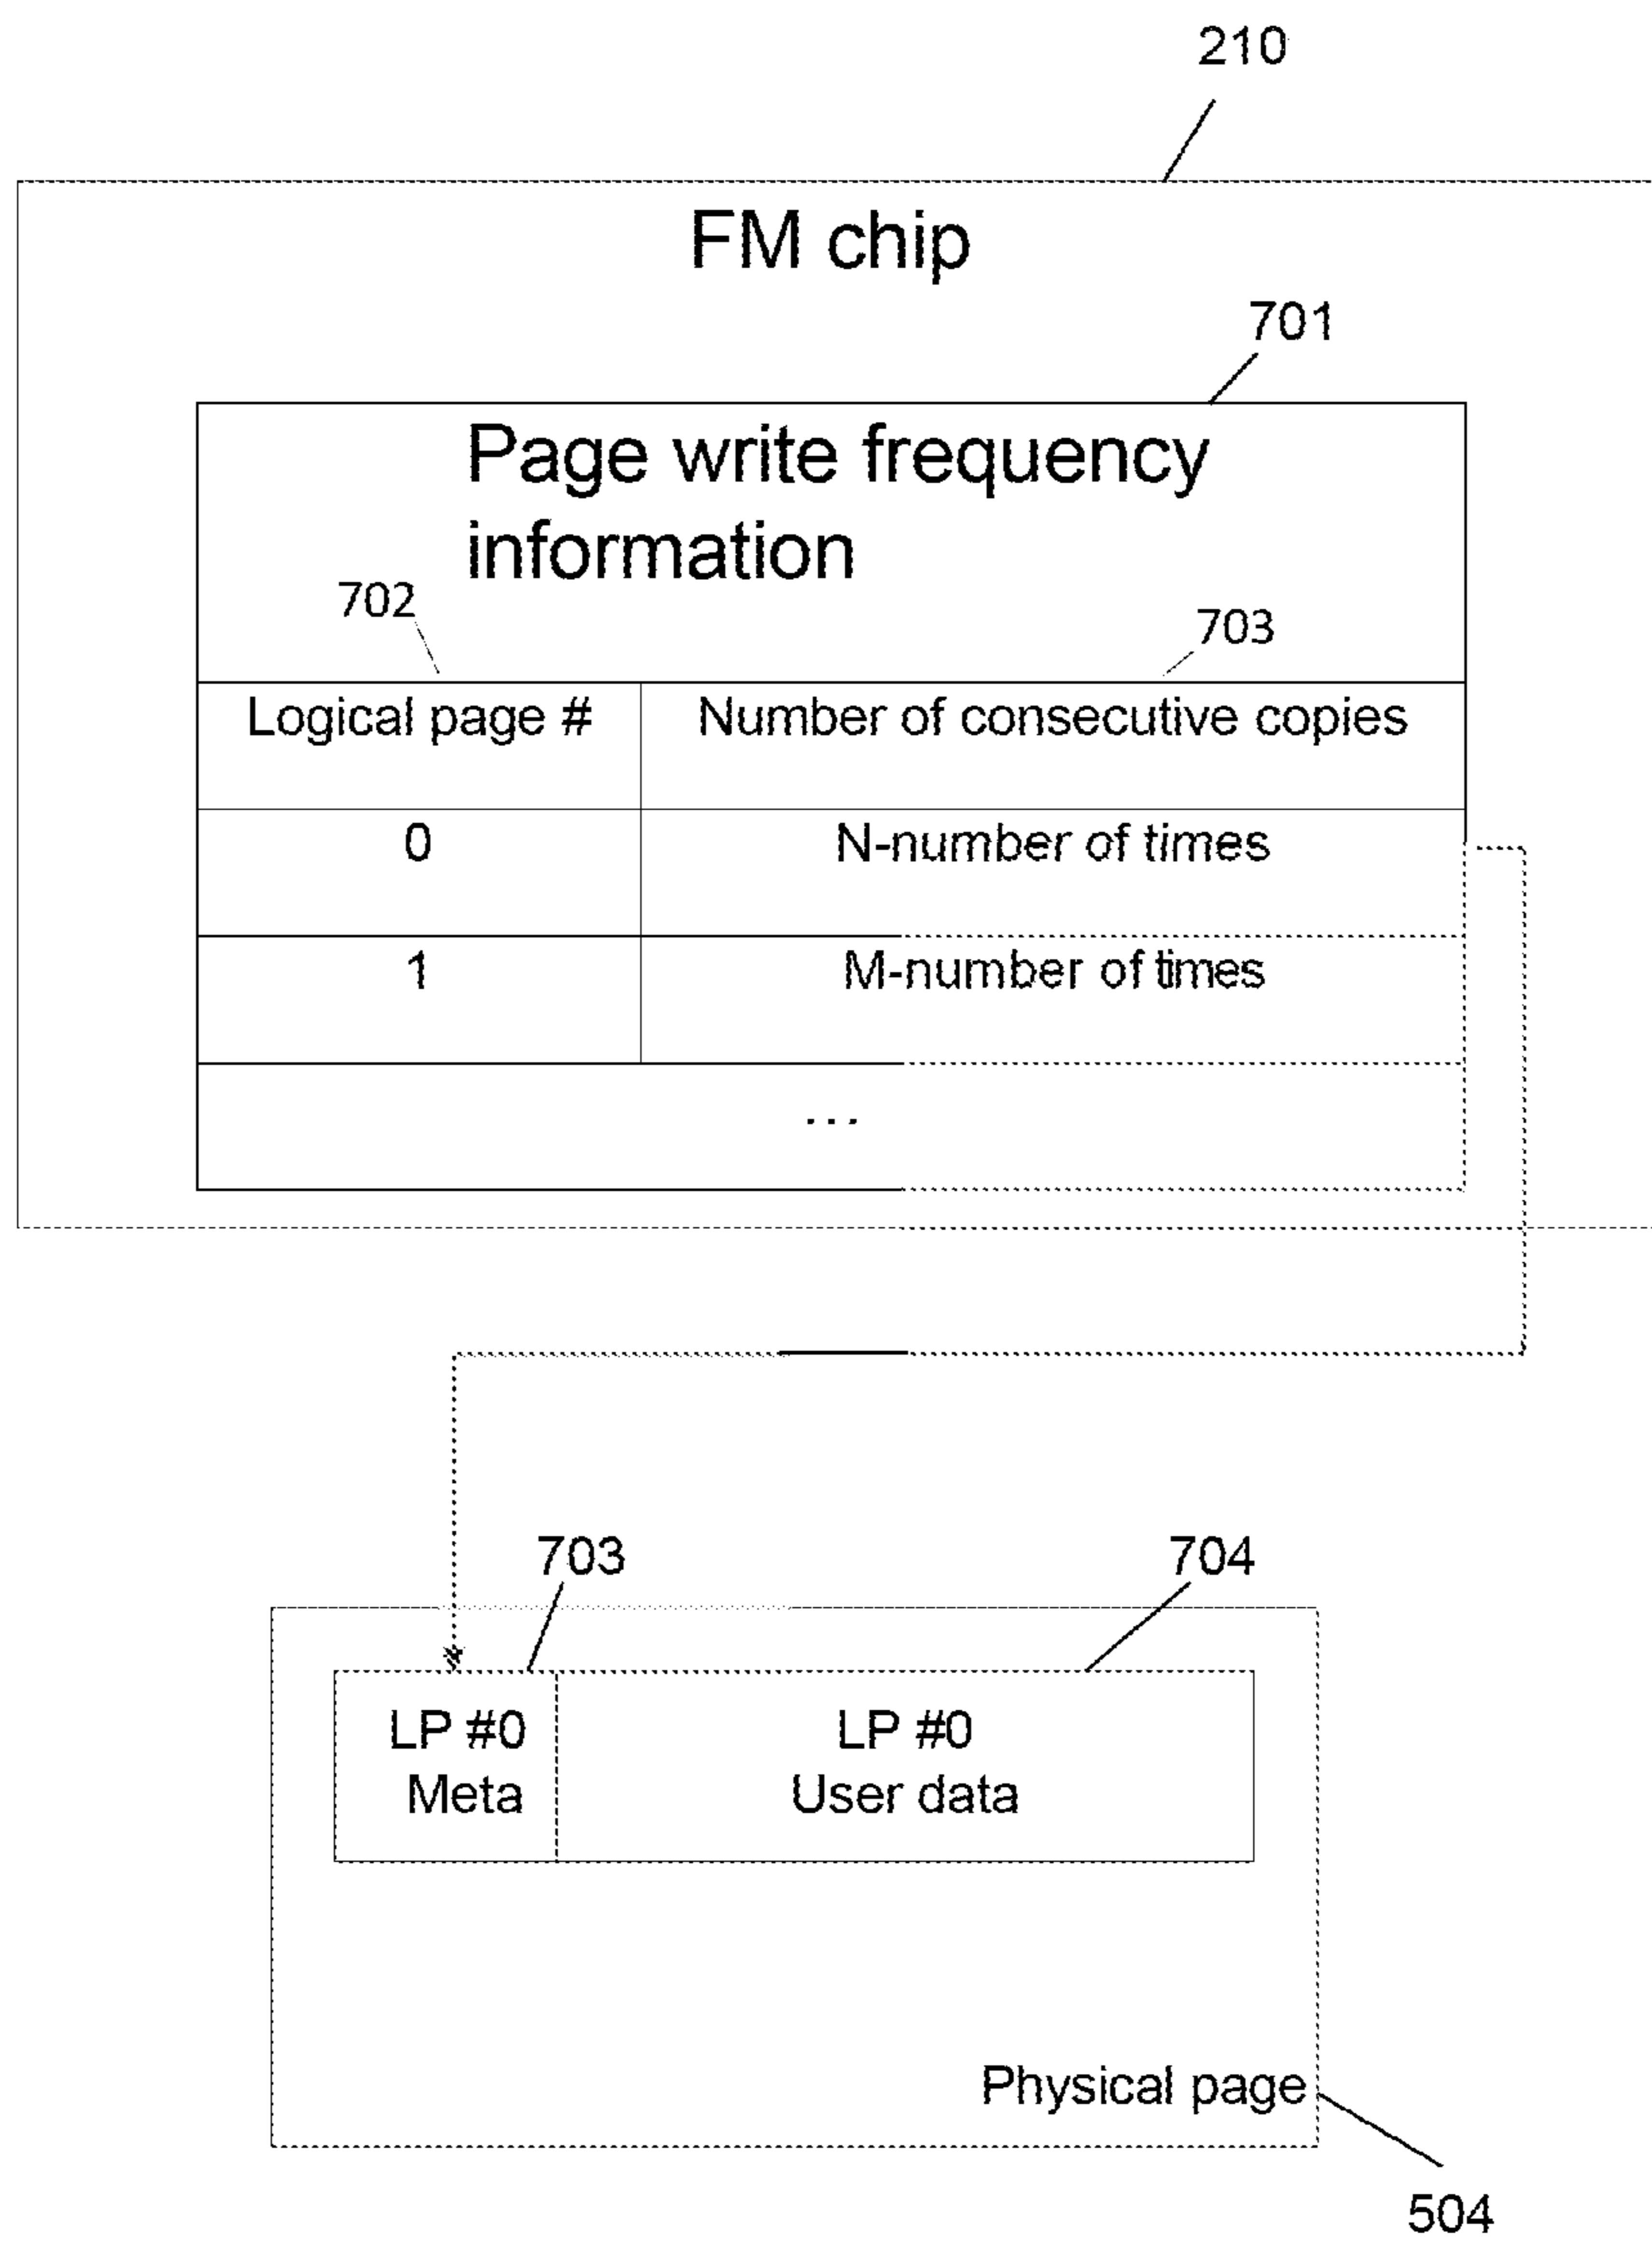 210
FM chip
701
Page write frequency
information
702
703
Logical page #
Number of consecutive copies
0
N-number of times
1
M-number of times
...
703
704
LP #0
Meta
LP #0
User data
Physical page
504